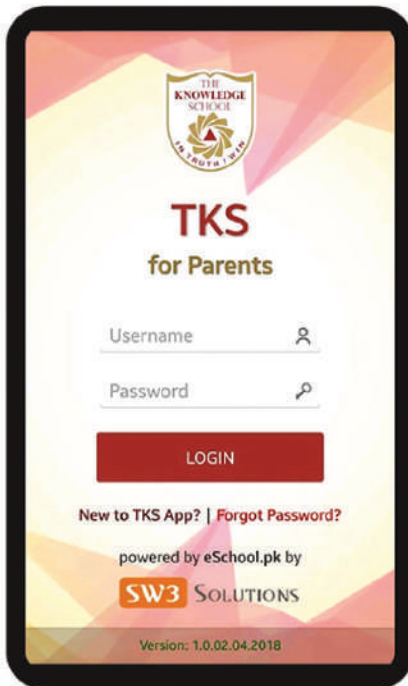 THE
KNOWLEDGE
SCHOOL
IN TRUTH I WIN
TKS
for Parents
Username
Password
LOGIN
New to TKS App? | Forgot Password?
powered by eSchool.pk by
SW3 SOLUTIONS
Version: 1.0.02.04.2018